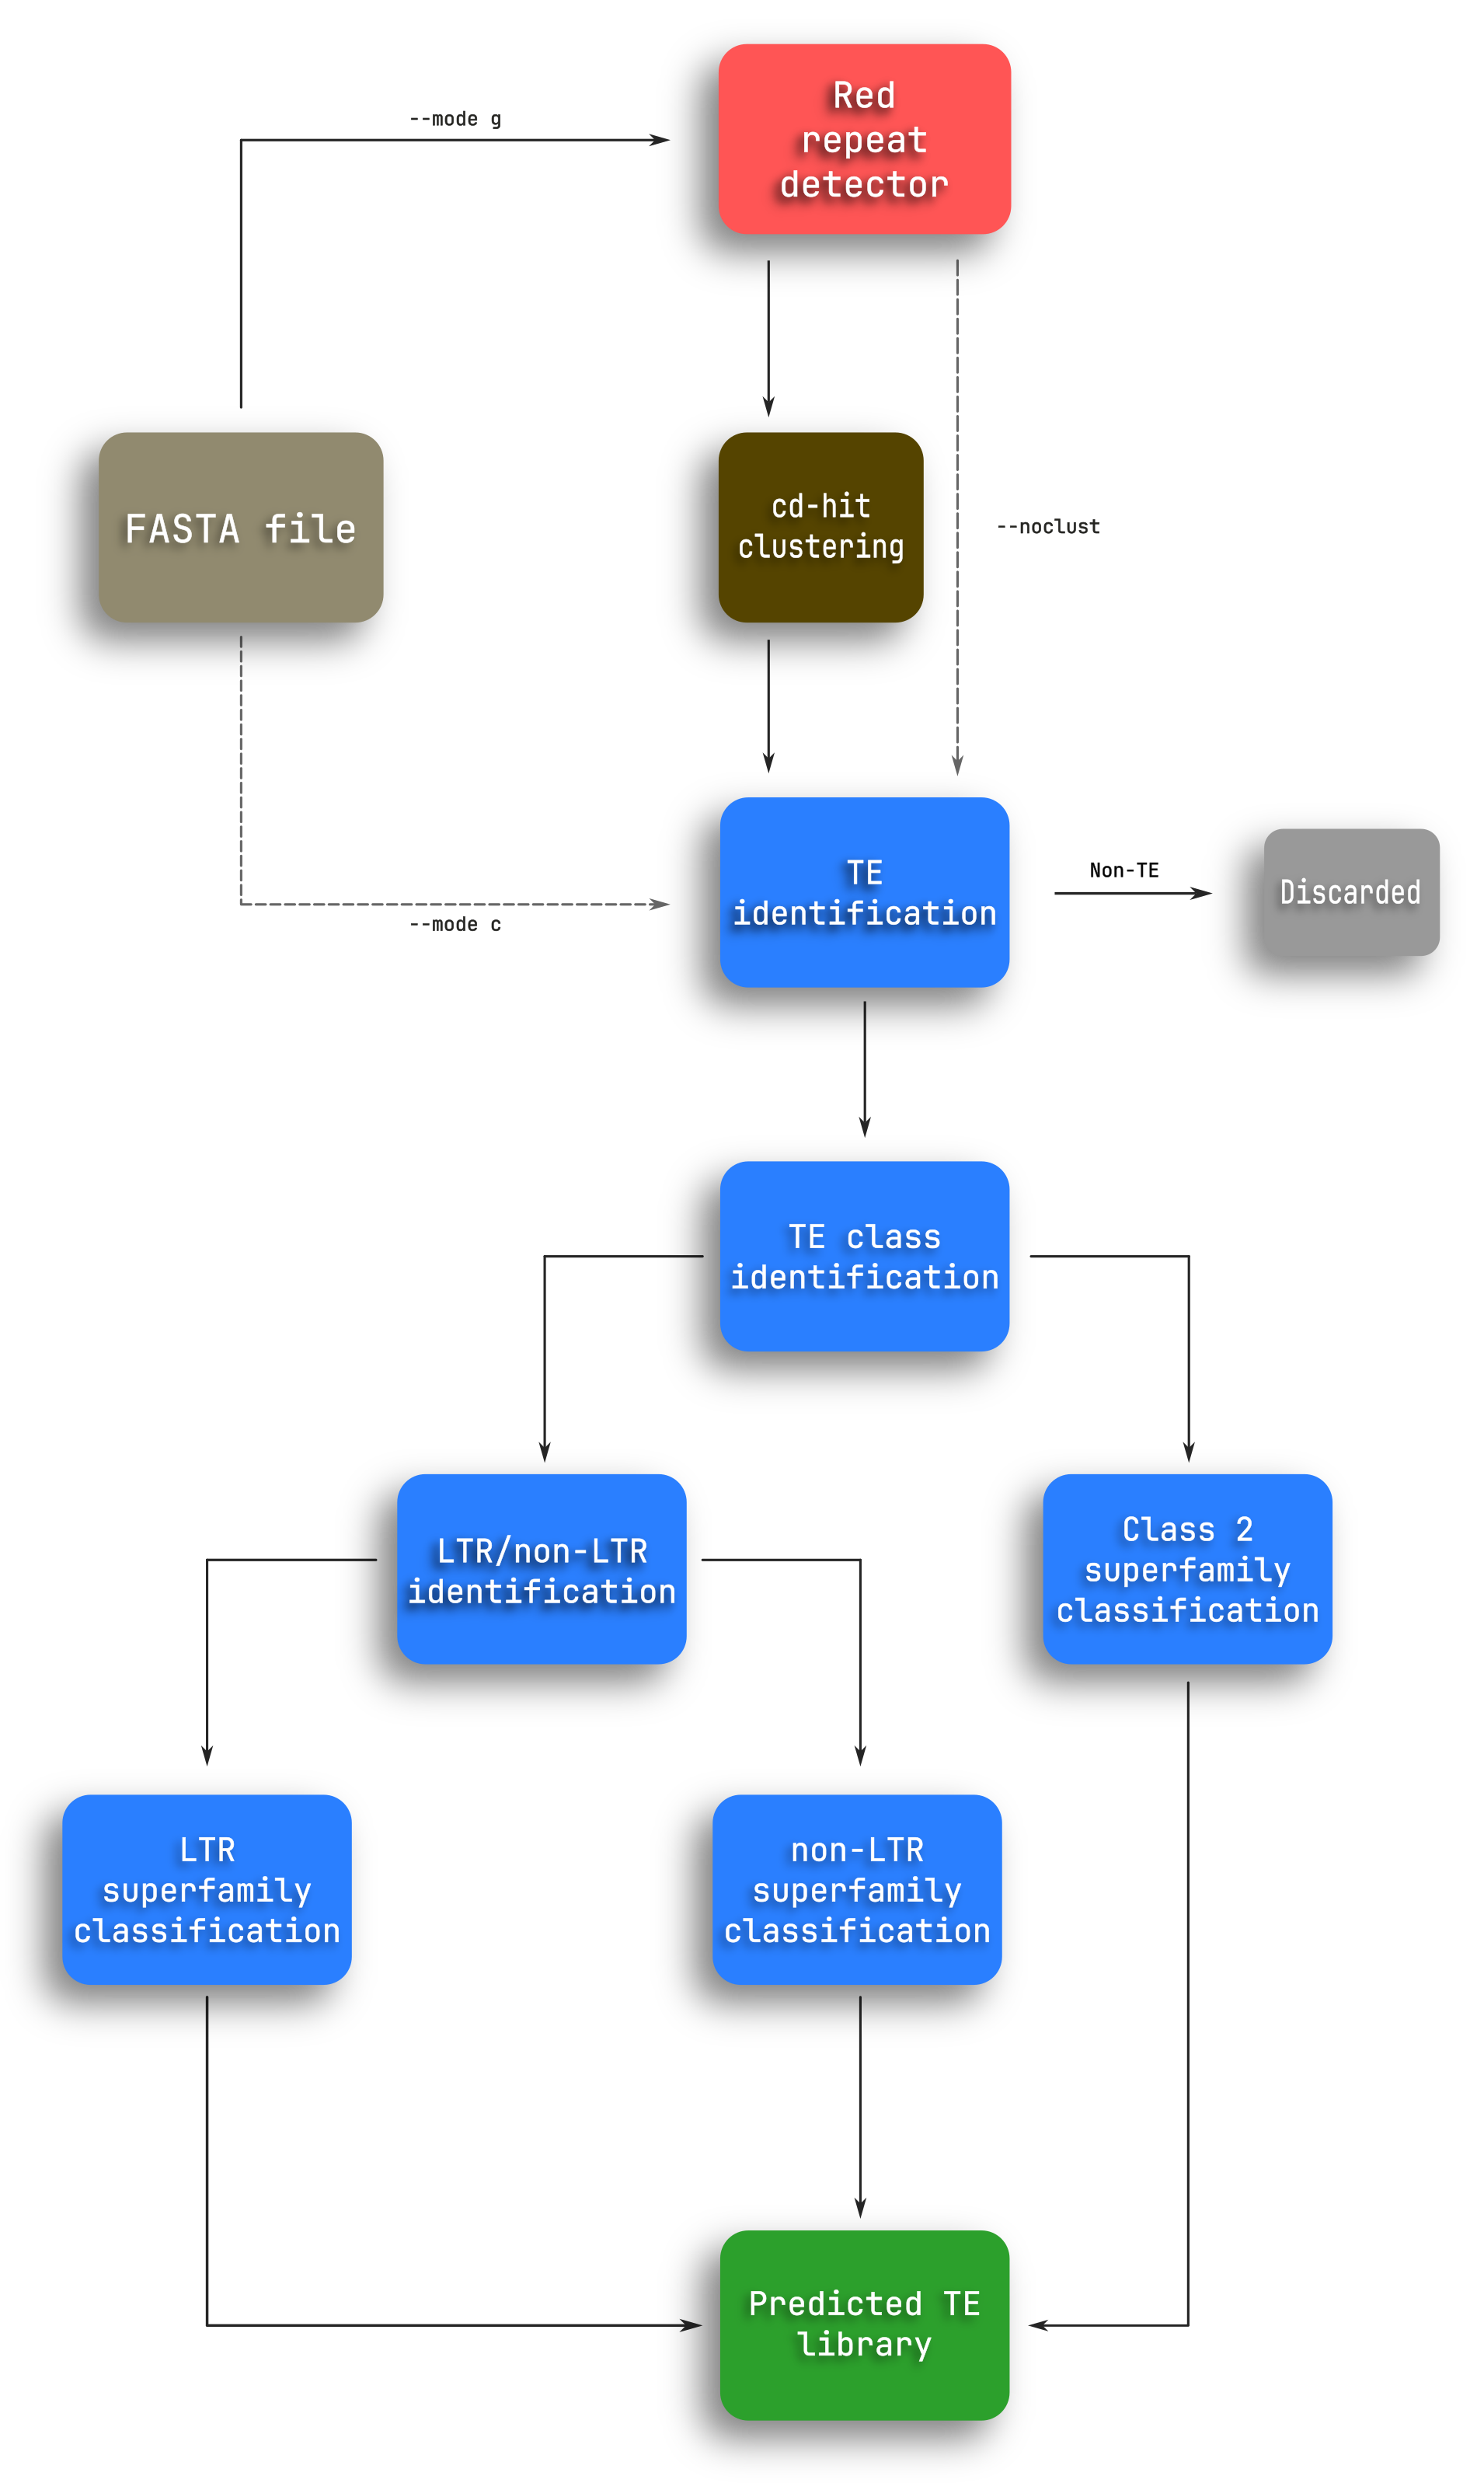 --mode g
Red
repeat
detector
FASTA file
cd-hit
clustering
--noclust
--mode c
TE
identification
Non-TE
Discarded
TE class
identification
LTR/non-LTR
identification
Class 2
superfamily
classification
LTR
superfamily
classification
non-LTR
superfamily
classification
Predicted TE
library